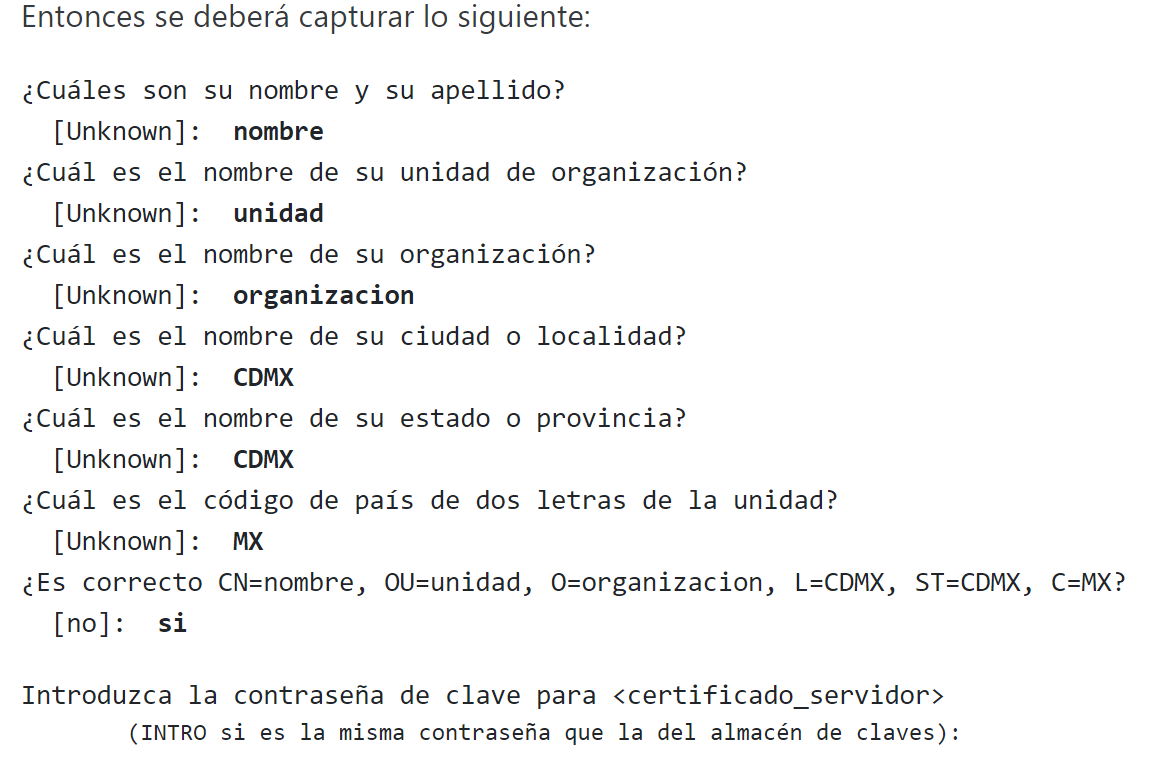 Entonces se deberá capturar lo siguiente:
¿Cuáles son su nombre y su apellido?
[Unknown]: nombre
¿Cuál es el nombre de su unidad de organización?
[Unknown]: unidad
¿Cuál es el nombre de su organización?
[Unknown]: organizacion
¿Cuál es el nombre de su ciudad o localidad?
[Unknown]: CDMX
¿Cuál es el nombre de su estado o provincia?
[Unknown]: CDMX
¿Cuál es el código de país de dos letras de la unidad?
[Unknown]: MX
¿Es correcto CN=nombre, OU=unidad, O=organizacion, L=CDMX, ST=CDMX, C=MX?
[no]: si
Introduzca la contraseña de clave para <certificado_servidor>
(INTRO si es la misma contraseña que la del almacén de claves):